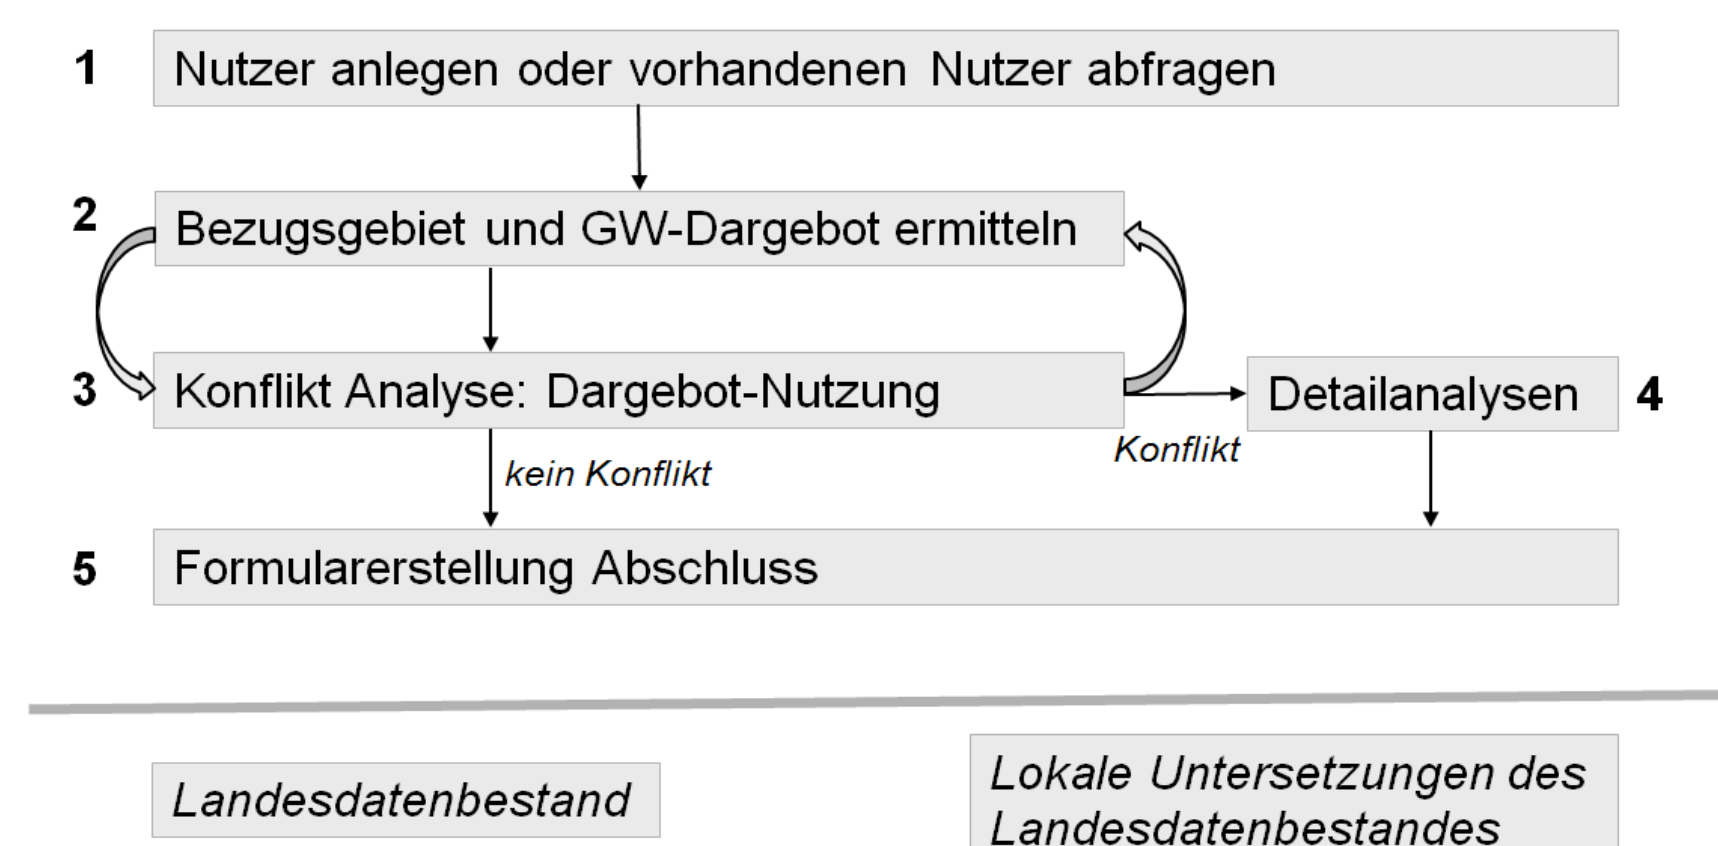 1 Nutzer anlegen oder vorhandenen Nutzer abfragen
2 Bezugsgebiet und GW-Dargebot ermitteln
3 Konflikt Analyse: Dargebot-Nutzung
Detailanalysen 4
Konflikt
kein Konflikt
5 Formularerstellung Abschluss
Landesdatenbestand
Lokale Untersetzungen des
Landesdatenbestandes